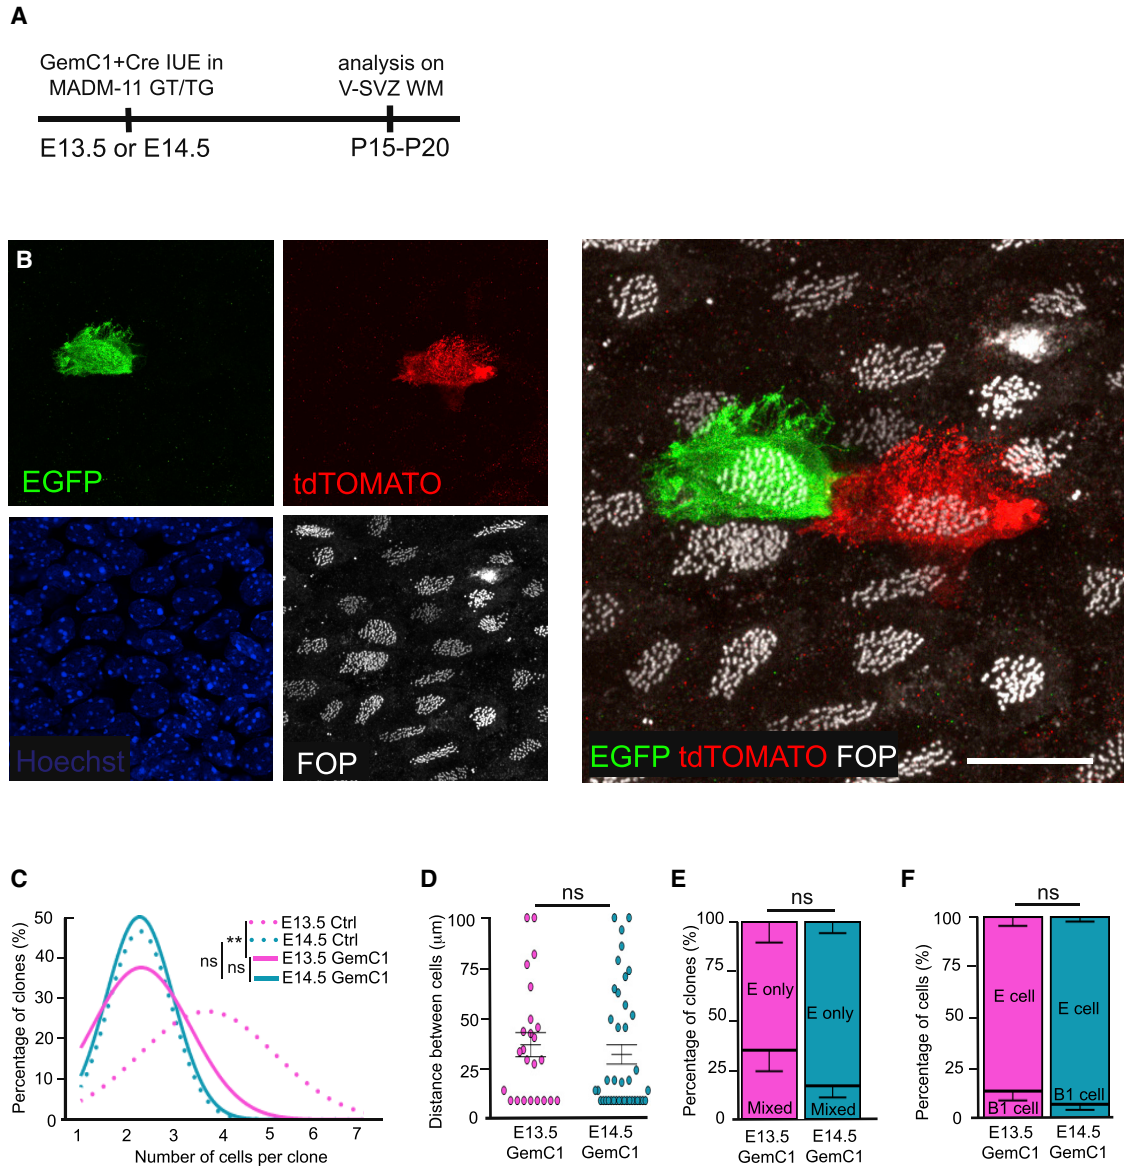 A
GemC1+Cre IUE in
MADM-11 GT/TG
analysis on
V-SVZ WM
E13.5 or E14.5
P15-P20
B
EGFP
tdTOMATO
Hoechst
FOP
EGFP tdTOMATO FOP
C
Percentage of clones (%)
50
40
30
20
10
0
1 2 3 4 5 6 7
Number of cells per clone
E13.5 Ctrl
E14.5 Ctrl
E13.5 GemC1
E14.5 GemC1
**
ns
ns
D
ns
Distance between cells (μm)
100
75
50
25
0
E13.5
GemC1
E14.5
GemC1
E
ns
Percentage of clones (%)
100
75
50
25
0
E only
Mixed
E only
Mixed
E13.5
GemC1
E14.5
GemC1
F
ns
Percentage of cells (%)
100
75
50
25
0
E cell
B1 cell
E cell
B1 cell
E13.5
GemC1
E14.5
GemC1